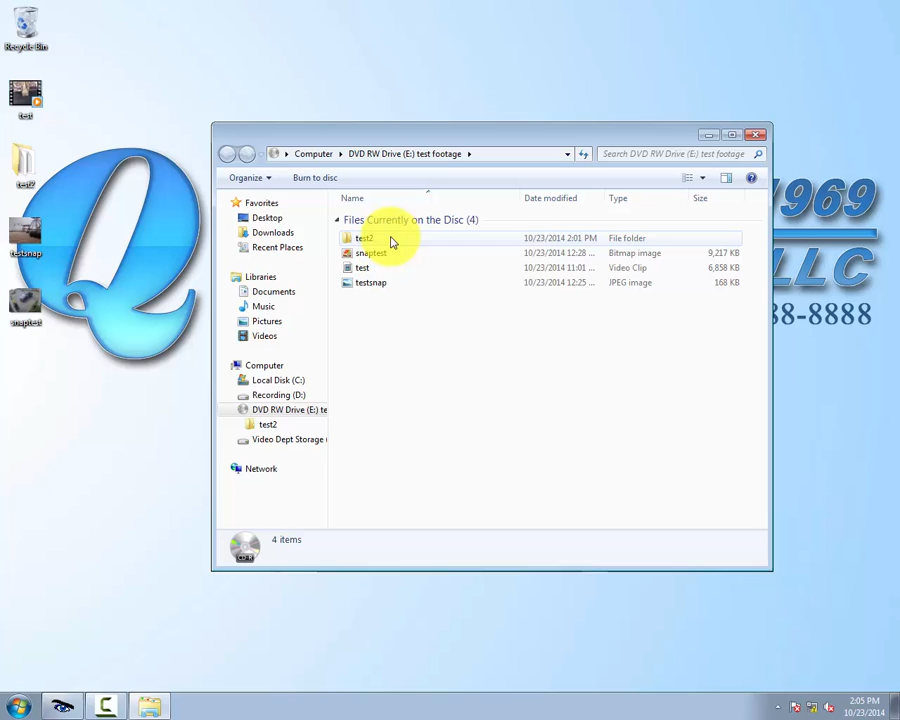 Recycle Bin
test
test2
testsnap
snaptest
1969
LLC
88-8888
Computer DVD RW Drive (E:) test footage
Search DVD RW Drive (E:) test footage
Organize Burn to disc
Favorites
Desktop
Downloads
Recent Places
Libraries
Documents
Music
Pictures
Videos
Computer
Local Disk (C:)
Recording (D:)
DVD RW Drive (E:) te
test2
Video Dept Storage (
Network
Name Date modified Type Size
Files Currently on the Disc (4)
test2 10/23/2014 2:01 PM File folder
snaptest 10/23/2014 12:28 ... Bitmap image 9,217 KB
test 10/23/2014 11:01 ... Video Clip 6,858 KB
testsnap 10/23/2014 12:25 ... JPEG image 168 KB
CD-R
4 items
2:05 PM
10/23/2014